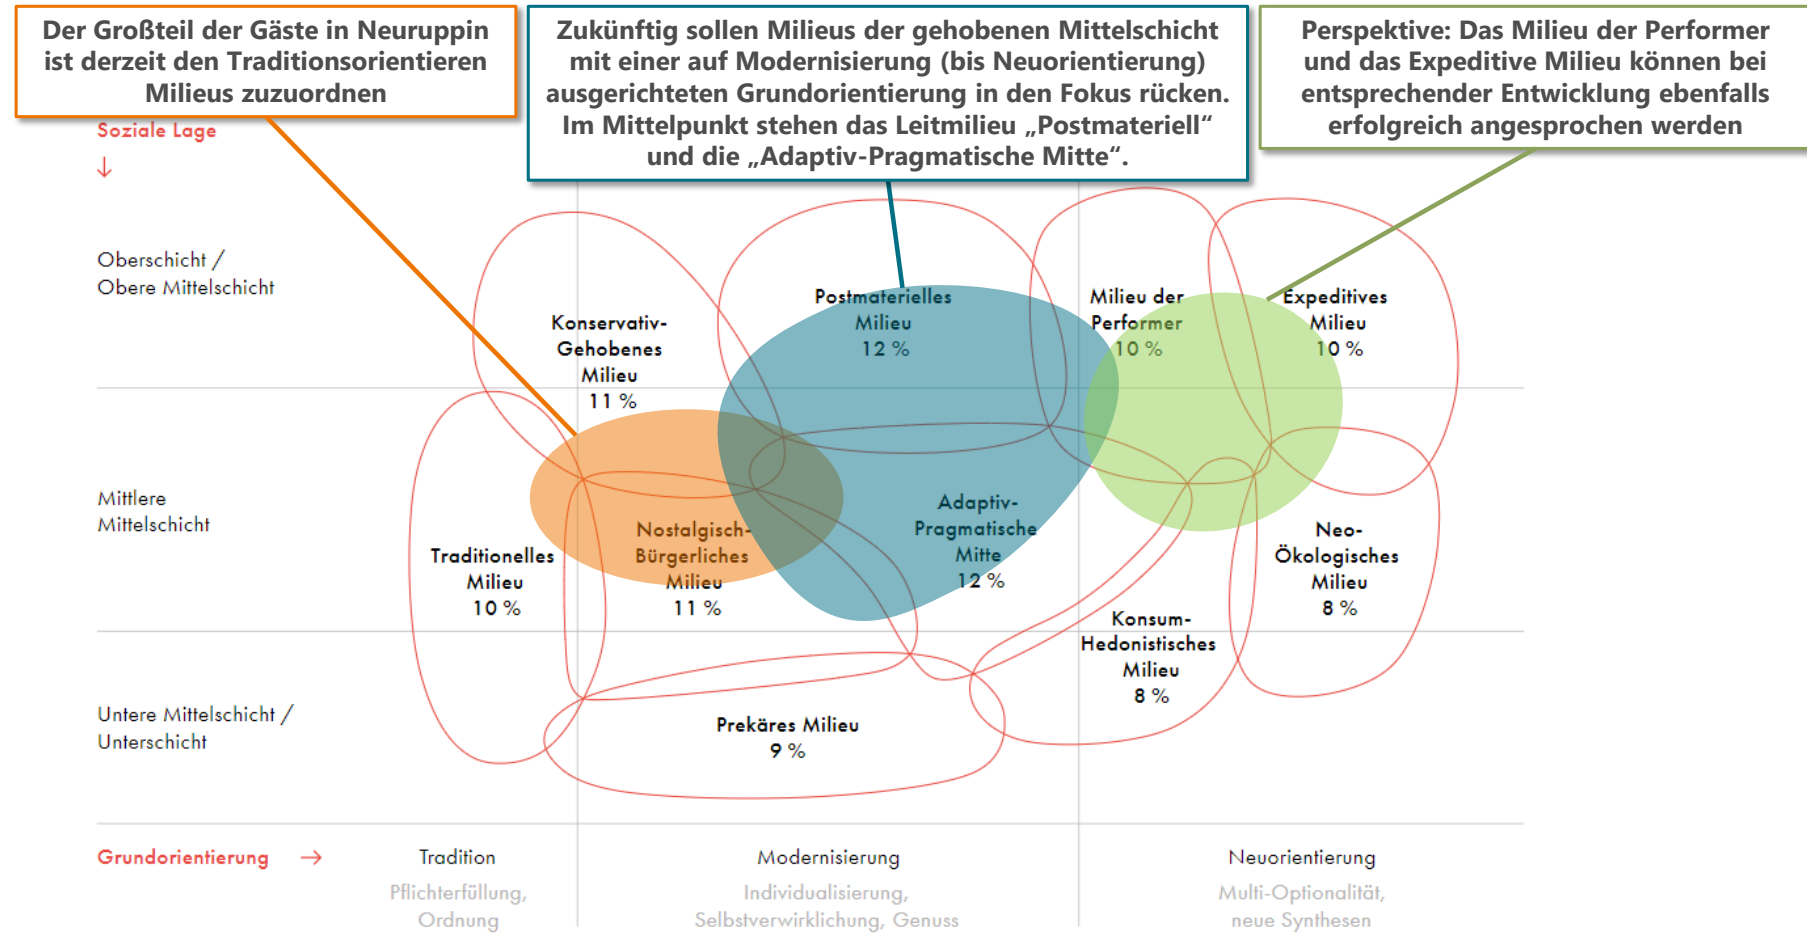 Der Großteil der Gäste in Neuruppin
ist derzeit den Traditionsorientieren
Milieus zuzuordnen
Zukünftig sollen Milieus der gehobenen Mittelschicht
mit einer auf Modernisierung (bis Neuorientierung)
ausgerichteten Grundorientierung in den Fokus rücken.
Im Mittelpunkt stehen das Leitmilieu „Postmateriell“
und die „Adaptiv-Pragmatische Mitte“.
Perspektive: Das Milieu der Performer
und das Expeditive Milieu können bei
entsprechender Entwicklung ebenfalls
erfolgreich angesprochen werden
Soziale Lage
↓
Oberschicht /
Obere Mittelschicht
Konservativ-
Gehobenes
Milieu
11 %
Postmaterielles
Milieu
12 %
Milieu der
Performer
10 %
Expeditives
Milieu
10 %
Mittlere
Mittelschicht
Traditionelles
Milieu
10 %
Nostalgisch-
Bürgerliches
Milieu
11 %
Adaptiv-
Pragmatische
Mitte
12 %
Neo-
Ökologisches
Milieu
8 %
Konsum-
Hedonistisches
Milieu
8 %
Untere Mittelschicht /
Unterschicht
Prekäres Milieu
9 %
Grundorientierung →
Tradition
Pflichterfüllung,
Ordnung
Modernisierung
Individualisierung,
Selbstverwirklichung, Genuss
Neuorientierung
Multi-Optionalität,
neue Synthesen